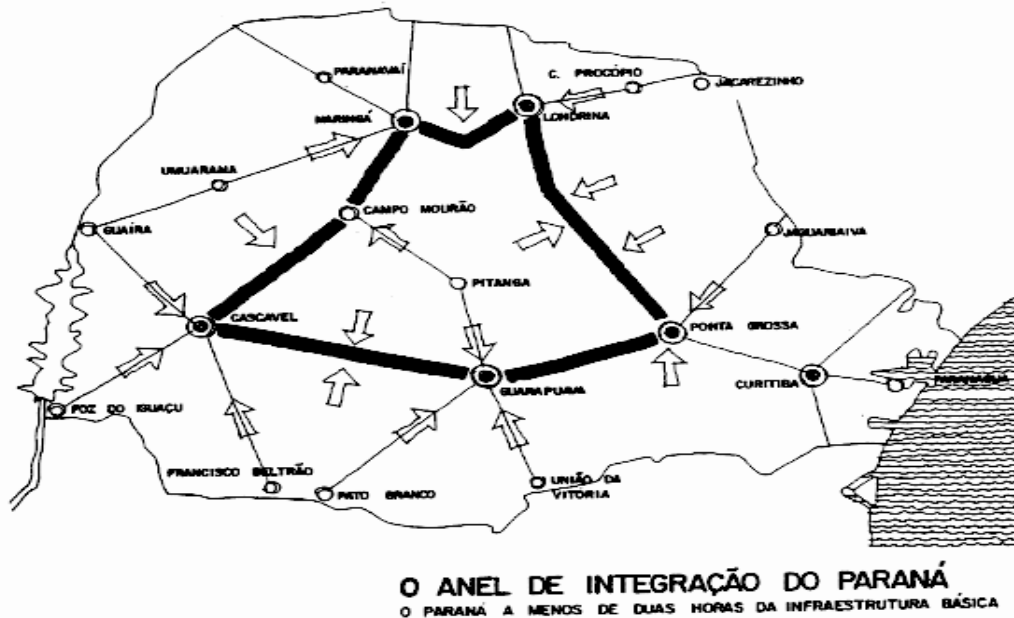 PARANAVAÍ
C. PROCÓPIO
JACAREZINHO
MARINGÁ
LONDRINA
UMUARAMA
CAMPO MOURÃO
GUAÍRA
JAGUARIAIVA
PITANGA
CASCAVEL
PONTA GROSSA
GUARAPUAVA
CURITIBA
PARANAGUA
FOZ DO IGUAÇU
FRANCISCO BELTRÃO
PATO BRANCO
UNIÃO DA
VITORIA
O ANEL DE INTEGRAÇÃO DO PARANÁ
O PARANÁ A MENOS DE DUAS HORAS DA INFRAESTRUTURA BÁSICA